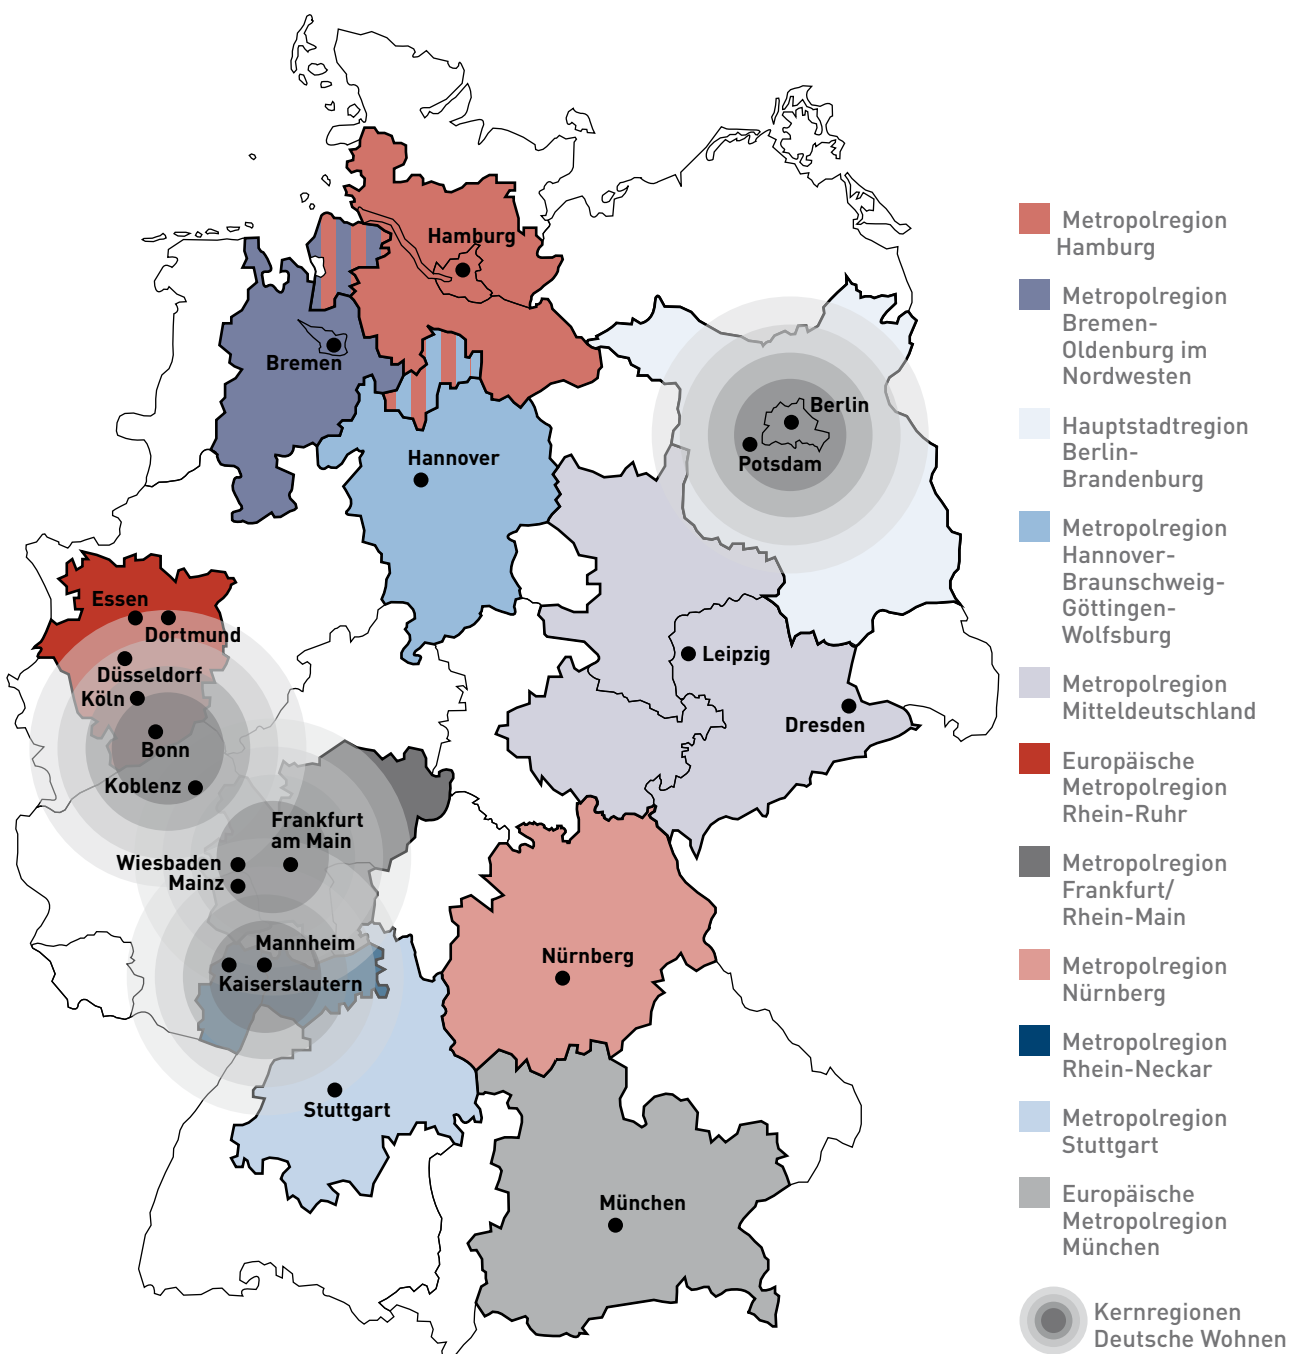 Hamburg
Bremen
Berlin
Potsdam
Hannover
Essen
Dortmund
Düsseldorf
Köln
Bonn
Koblenz
Leipzig
Dresden
Frankfurt
am Main
Wiesbaden
Mainz
Mannheim
Kaiserslautern
Nürnberg
Stuttgart
München
Metropolregion
Hamburg
Metropolregion
Bremen-
Oldenburg im
Nordwesten
Hauptstadtregion
Berlin-
Brandenburg
Metropolregion
Hannover-
Braunschweig-
Göttingen-
Wolfsburg
Metropolregion
Mitteldeutschland
Europäische
Metropolregion
Rhein-Ruhr
Metropolregion
Frankfurt/
Rhein-Main
Metropolregion
Nürnberg
Metropolregion
Rhein-Neckar
Metropolregion
Stuttgart
Europäische
Metropolregion
München
Kernregionen
Deutsche Wohnen